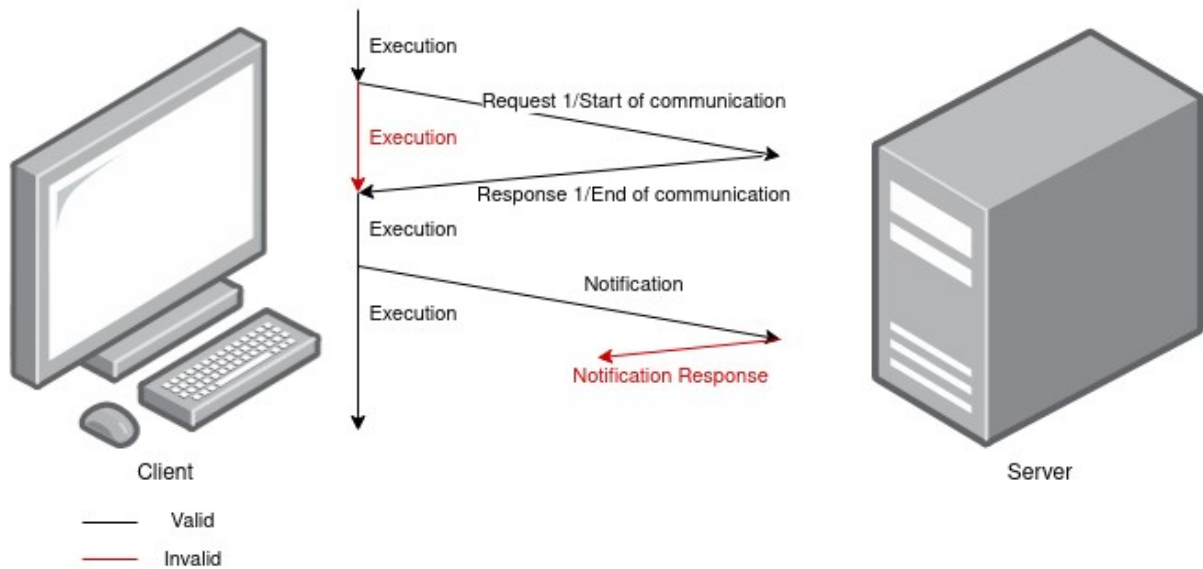 Execution
Request 1/Start of communication
Execution
Response 1/End of communication
Execution
Notification
Execution
Notification Response
Client
Server
Valid
Invalid